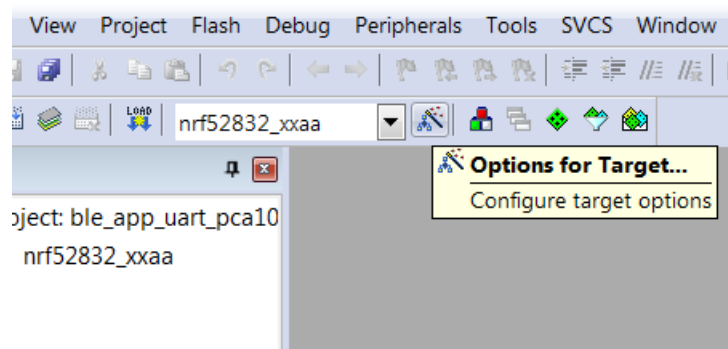 View Project Flash Debug Peripherals Tools SVCS Window
LOAD
nrf52832_xxaa
Options for Target...
Configure target options
oject: ble_app_uart_pca10
nrf52832_xxaa